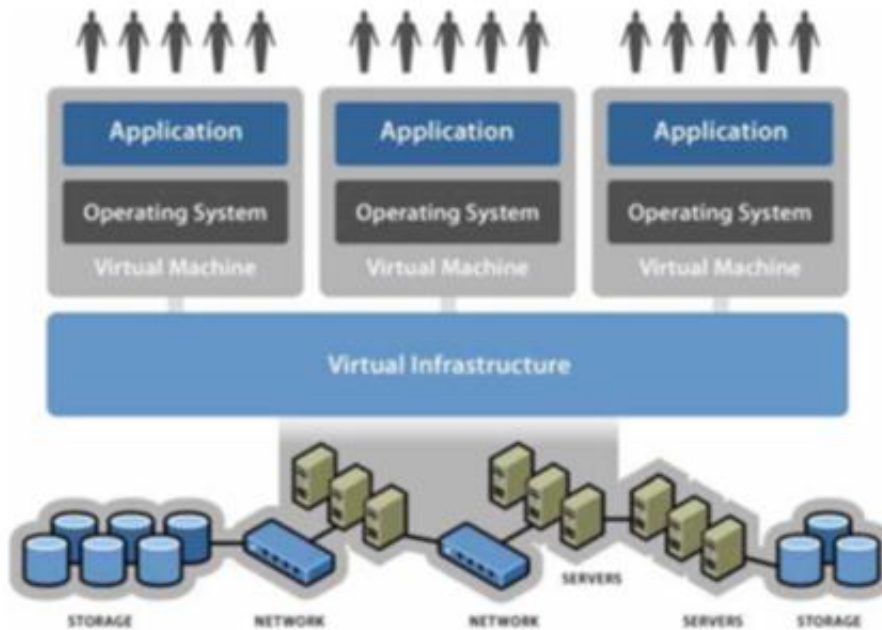 Application
Application
Application
Operating System
Operating System
Operating System
Virtual Machine
Virtual Machine
Virtual Machine
Virtual Infrastructure
SERVERS
STORAGE
NETWORK
NETWORK
SERVERS
STORAGE